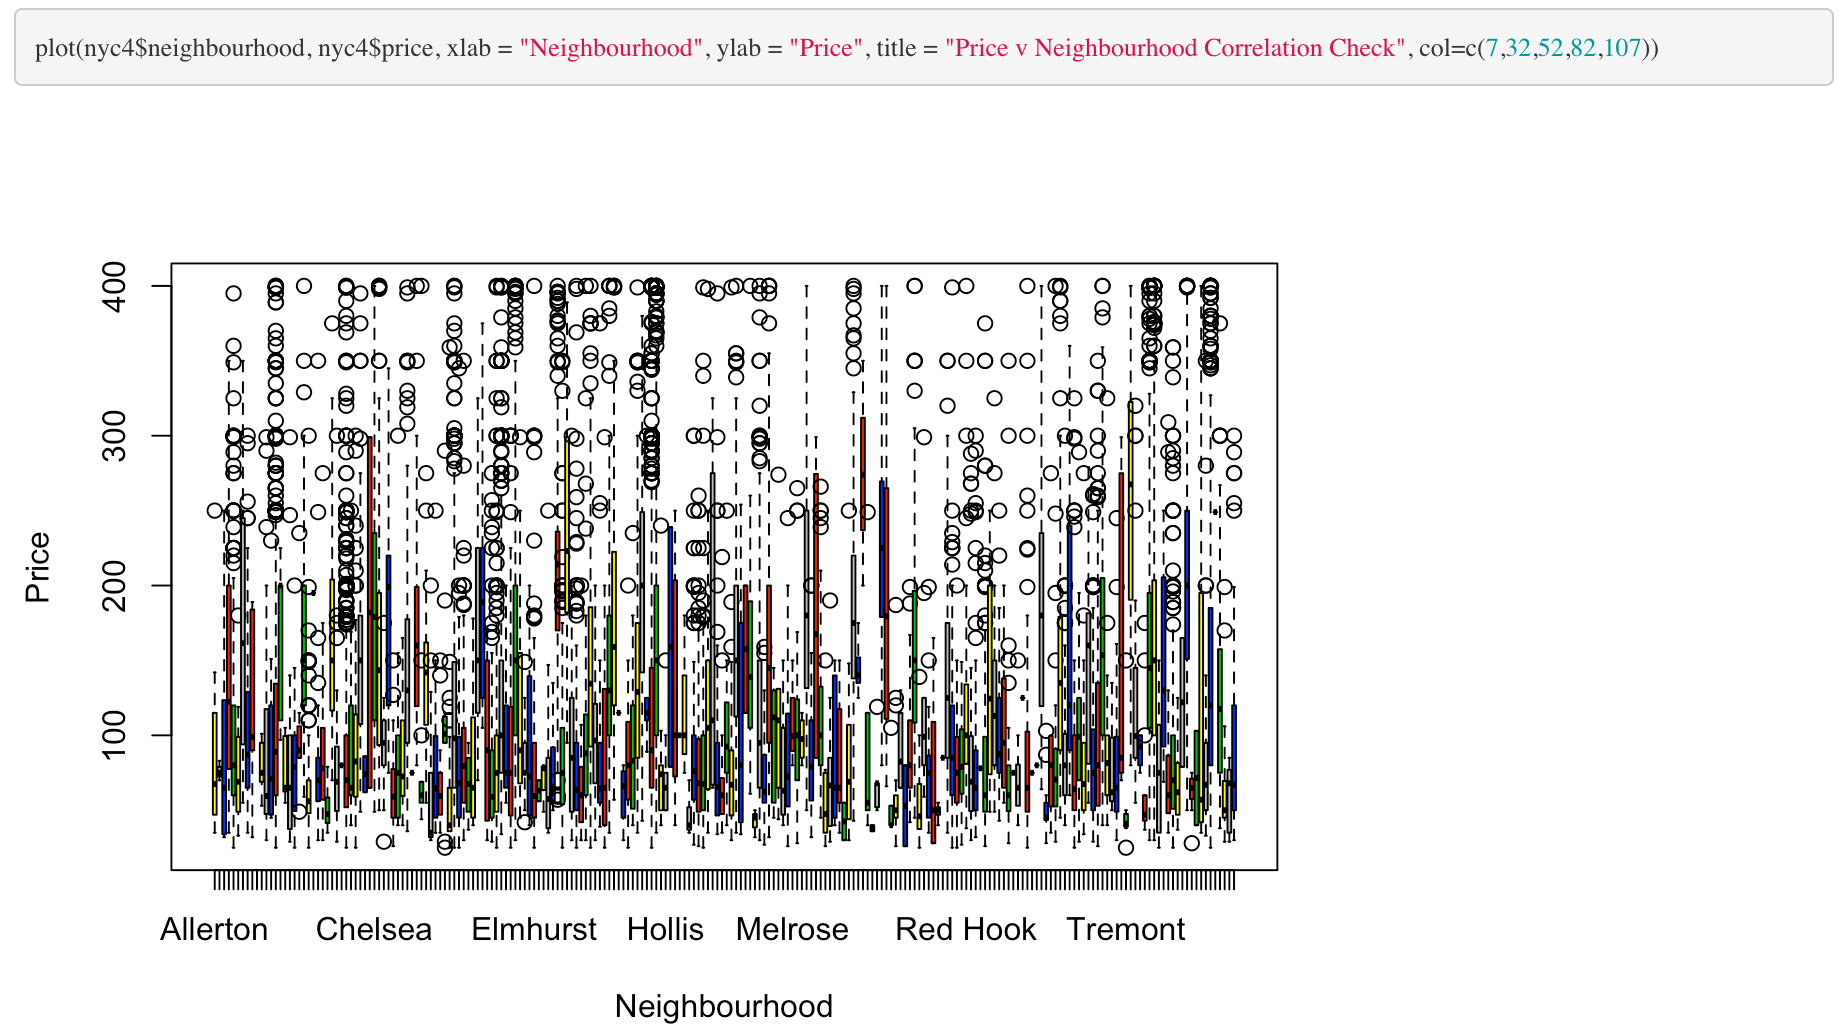 plot(nyc4$neighbourhood, nyc4$price, xlab = "Neighbourhood", ylab = "Price", title = "Price v Neighbourhood Correlation Check", col=c(7,32,52,82,107))
400
300
200
100
Price
Allerton Chelsea Elmhurst Hollis Melrose Red Hook Tremont
Neighbourhood